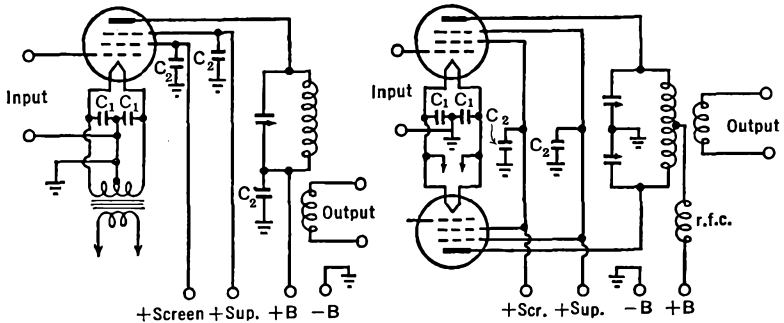 Input
C1 C1
C2
C2
C2
Output
+Screen +Sup. +B -B
Input
C1 C1
C2
C2
Output
r.f.c.
+Scr. +Sup. -B +B